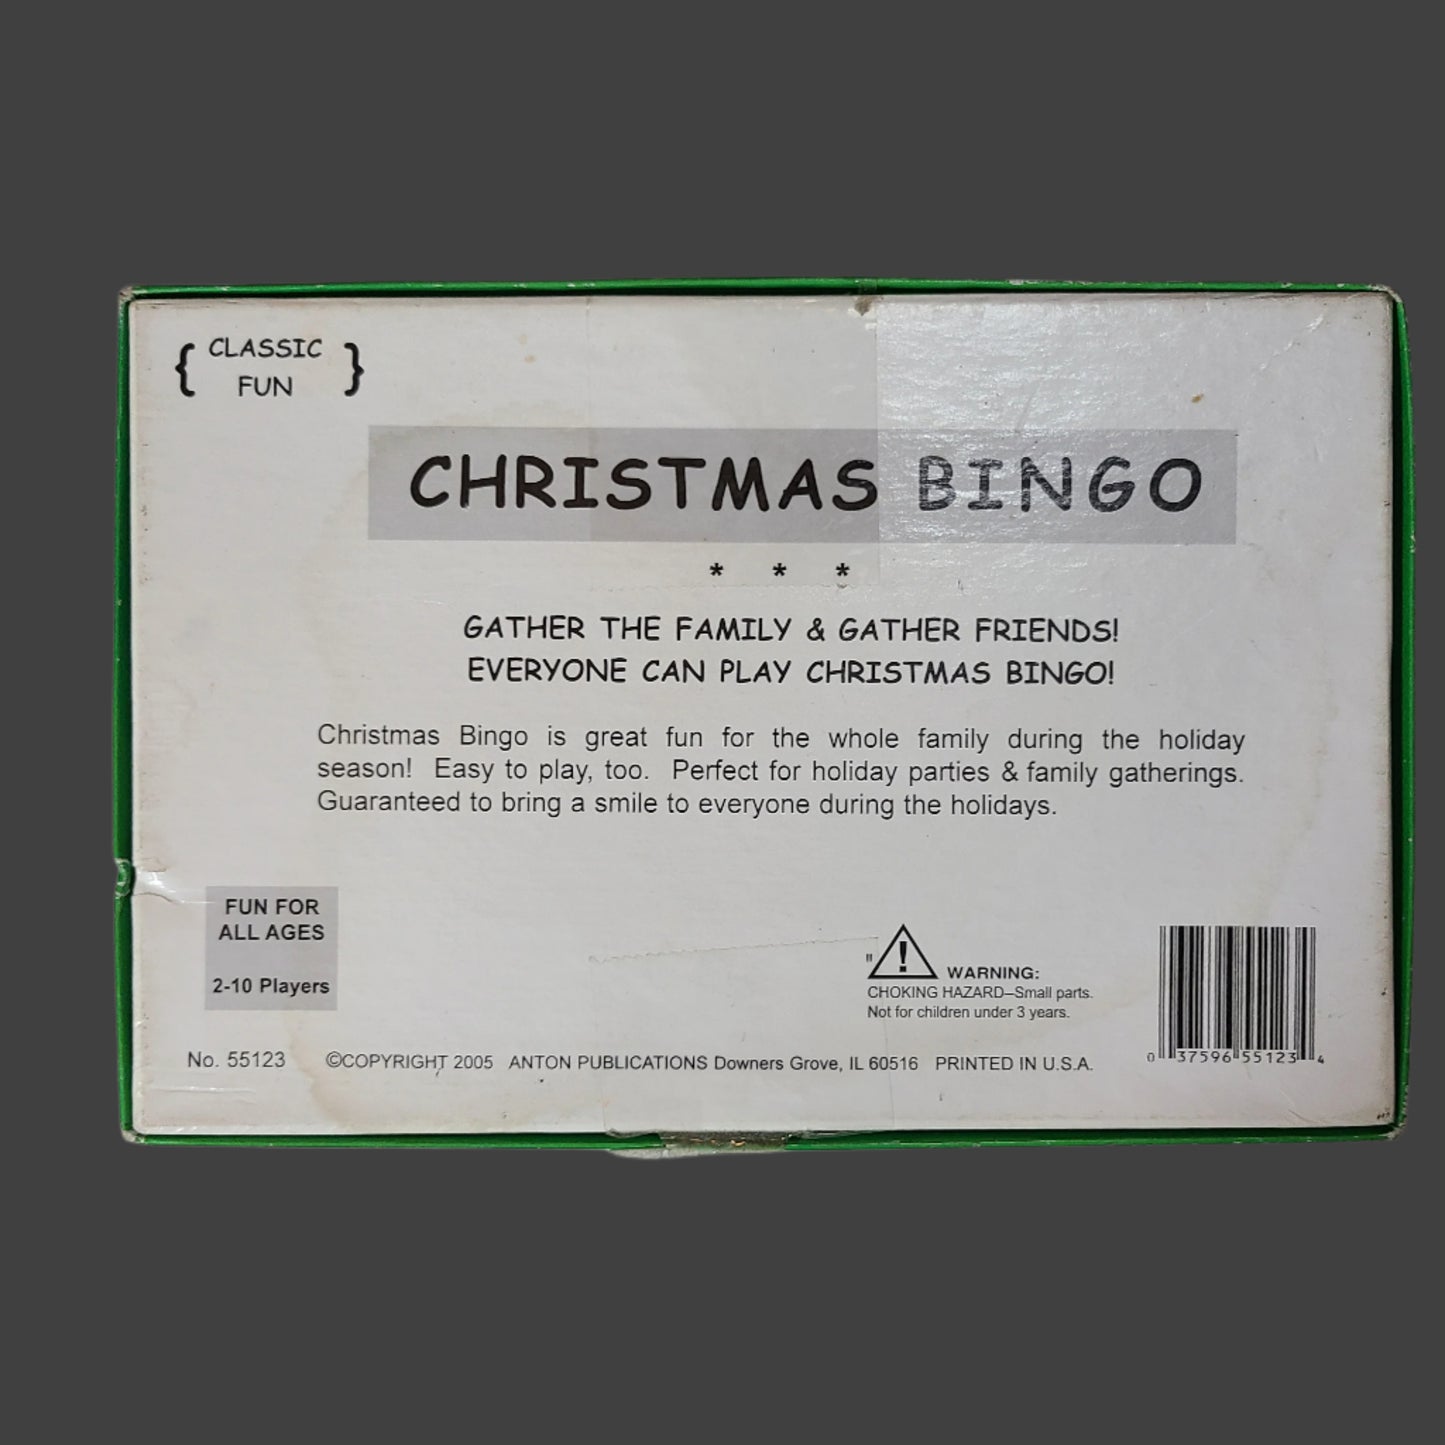 { CLASSIC }
FUN
CHRISTMAS BINGO
* * *
GATHER THE FAMILY & GATHER FRIENDS!
EVERYONE CAN PLAY CHRISTMAS BINGO!
Christmas Bingo is great fun for the whole family during the holiday
season! Easy to play, too. Perfect for holiday parties & family gatherings.
Guaranteed to bring a smile to everyone during the holidays.
FUN FOR
ALL AGES
2-10 Players
" ! WARNING:
CHOKING HAZARD—Small parts.
Not for children under 3 years.
No. 55123 ©COPYRIGHT 2005 ANTON PUBLICATIONS Downers Grove, IL 60516 PRINTED IN U.S.A.
0 37596 55123 4